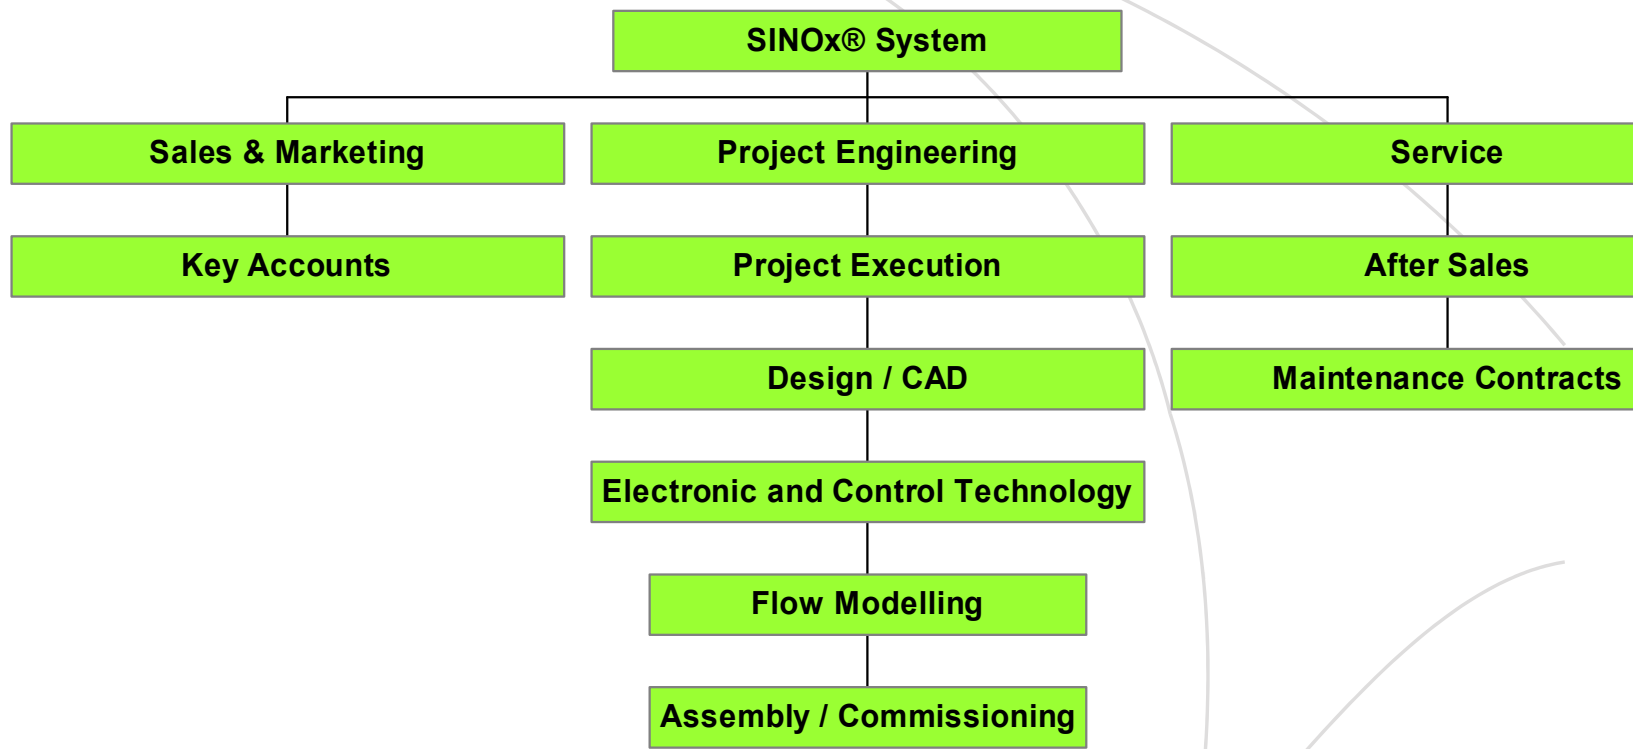 SINOx® System
Sales & Marketing
Project Engineering
Service
Key Accounts
Project Execution
After Sales
Design / CAD
Maintenance Contracts
Electronic and Control Technology
Flow Modelling
Assembly / Commissioning